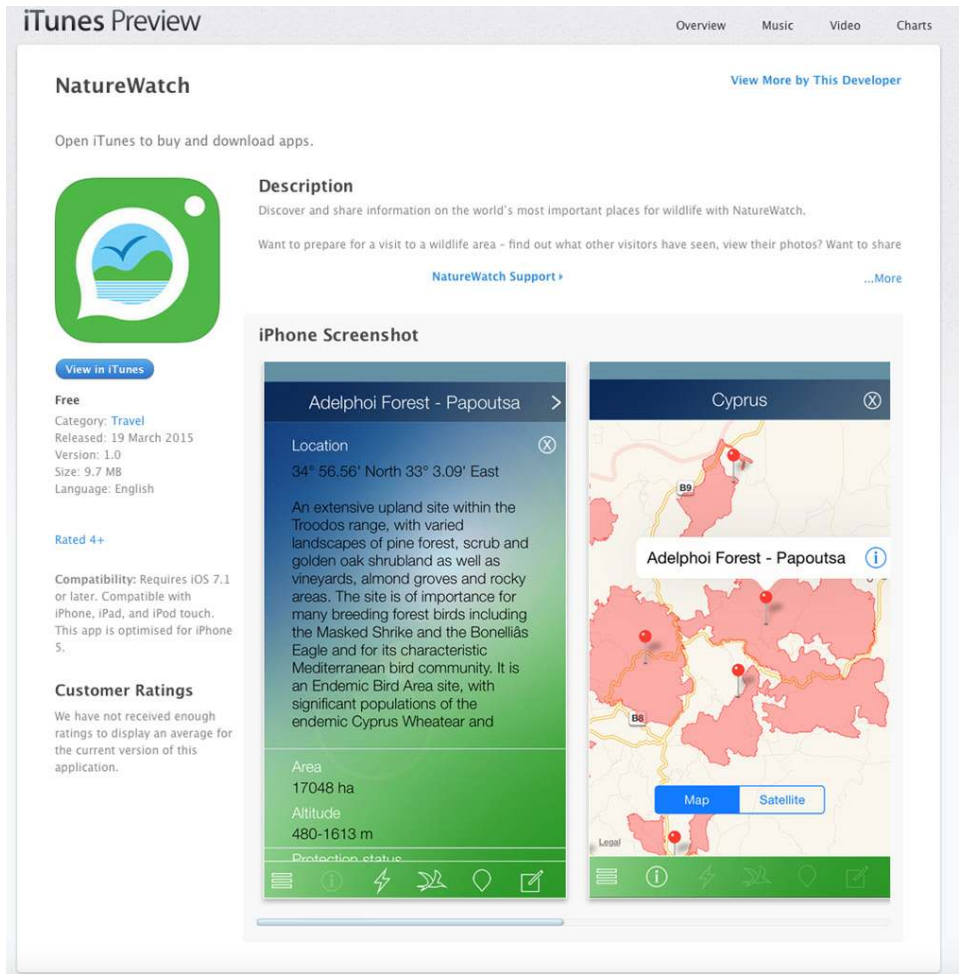 iTunes Preview
Overview Music Video Charts
NatureWatch
View More by This Developer
Open iTunes to buy and download apps.
Description
Discover and share information on the world's most important places for wildlife with NatureWatch.
Want to prepare for a visit to a wildlife area - find out what other visitors have seen, view their photos? Want to share
NatureWatch Support ›
...More
View in iTunes
Free
Category: Travel
Released: 19 March 2015
Version: 1.0
Size: 9.7 MB
Language: English
Rated 4+
Compatibility: Requires iOS 7.1
or later. Compatible with
iPhone, iPad, and iPod touch.
This app is optimised for iPhone
5.
Customer Ratings
We have not received enough
ratings to display an average for
the current version of this
application.
iPhone Screenshot
Adelphoi Forest - Papoutsa
Location
34° 56.56' North 33° 3.09' East
An extensive upland site within the
Troodos range, with varied
landscapes of pine forest, scrub and
golden oak shrubland as well as
vineyards, almond groves and rocky
areas. The site is of importance for
many breeding forest birds including
the Masked Shrike and the Bonelliâs
Eagle and for its characteristic
Mediterranean bird community. It is
an Endemic Bird Area site, with
significant populations of the
endemic Cyprus Wheatear and
Area
17048 ha
Altitude
480-1613 m
Protection status
Cyprus
B9
Adelphoi Forest - Papoutsa
B8
Map Satellite
Legal